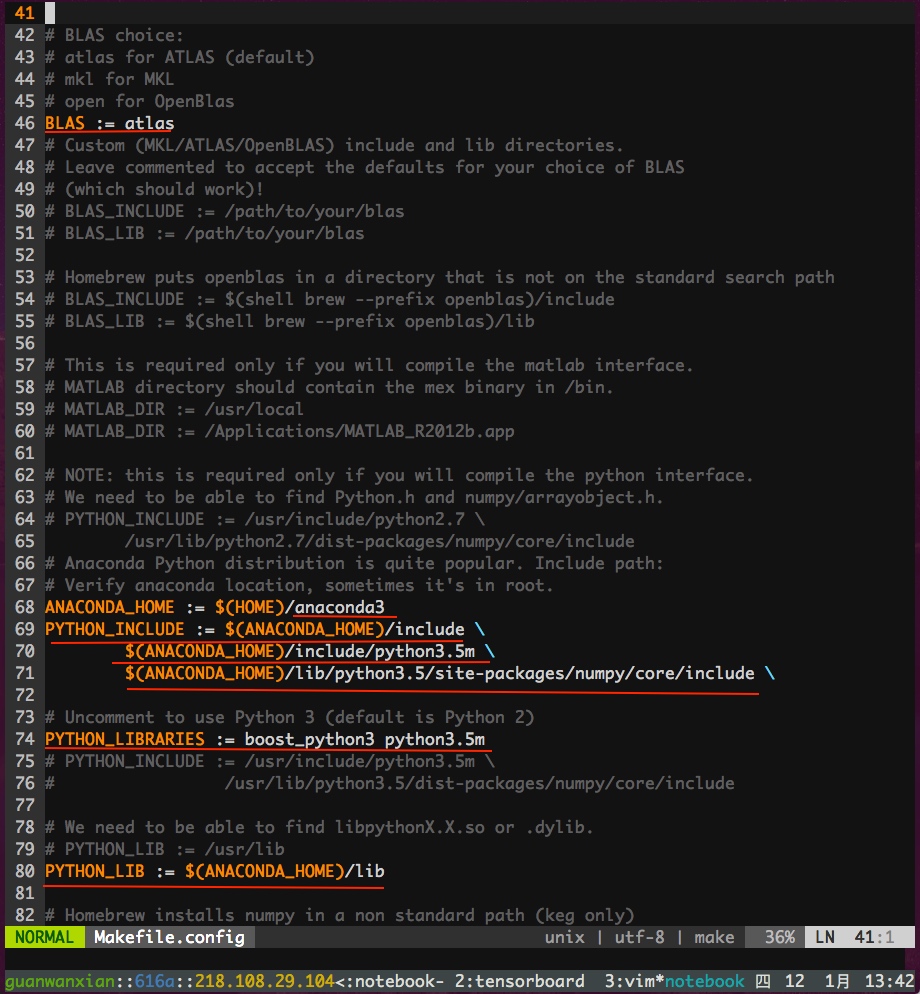 41
42 # BLAS choice:
43 # atlas for ATLAS (default)
44 # mkl for MKL
45 # open for OpenBlas
46 BLAS := atlas
47 # Custom (MKL/ATLAS/OpenBLAS) include and lib directories.
48 # Leave commented to accept the defaults for your choice of BLAS
49 # (which should work)!
50 # BLAS_INCLUDE := /path/to/your/blas
51 # BLAS_LIB := /path/to/your/blas
52
53 # Homebrew puts openblas in a directory that is not on the standard search path
54 # BLAS_INCLUDE := $(shell brew --prefix openblas)/include
55 # BLAS_LIB := $(shell brew --prefix openblas)/lib
56
57 # This is required only if you will compile the matlab interface.
58 # MATLAB directory should contain the mex binary in /bin.
59 # MATLAB_DIR := /usr/local
60 # MATLAB_DIR := /Applications/MATLAB_R2012b.app
61
62 # NOTE: this is required only if you will compile the python interface.
63 # We need to be able to find Python.h and numpy/arrayobject.h.
64 # PYTHON_INCLUDE := /usr/include/python2.7 \
65         /usr/lib/python2.7/dist-packages/numpy/core/include
66 # Anaconda Python distribution is quite popular. Include path:
67 # Verify anaconda location, sometimes it's in root.
68 ANACONDA_HOME := $(HOME)/anaconda3
69 PYTHON_INCLUDE := $(ANACONDA_HOME)/include \
70         $(ANACONDA_HOME)/include/python3.5m \
71         $(ANACONDA_HOME)/lib/python3.5/site-packages/numpy/core/include \
72
73 # Uncomment to use Python 3 (default is Python 2)
74 PYTHON_LIBRARIES := boost_python3 python3.5m
75 # PYTHON_INCLUDE := /usr/include/python3.5m \
76 #                 /usr/lib/python3.5/dist-packages/numpy/core/include
77
78 # We need to be able to find libpythonX.X.so or .dylib.
79 # PYTHON_LIB := /usr/lib
80 PYTHON_LIB := $(ANACONDA_HOME)/lib
81
82 # Homebrew installs numpy in a non standard path (keg only)
NORMAL Makefile.config unix | utf-8 | make 36% LN 41:1
guanwanxian::616a::218.108.29.104<:notebook- 2:tensorboard 3:vim*notebook 四 12 1月 13:42